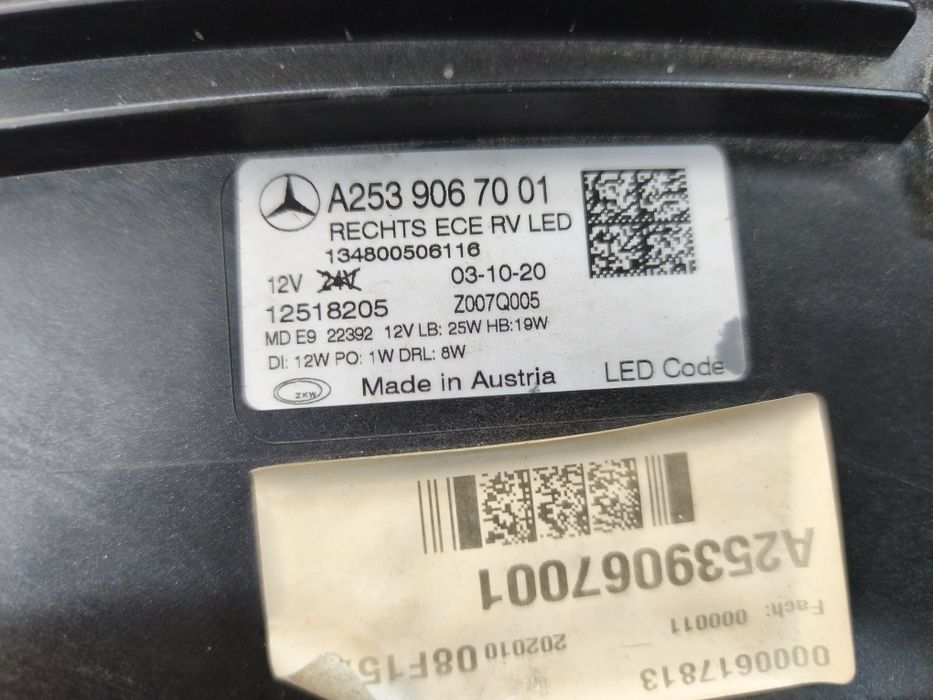 A253 906 70 01
RECHTS ECE RV LED
134800506116
12V 24V 03-10-20
12518205 Z007Q005
MD E9 22392 12V LB: 25W HB:19W
DI: 12W PO: 1W DRL: 8W
ZKW Made in Austria LED Code
A2539067001
Fach: 000011
202010 08F15
0000617813